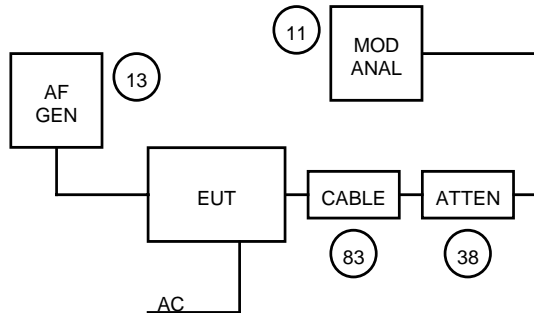 11
MOD
ANAL
13
AF
GEN
EUT
CABLE
ATTEN
83
38
AC